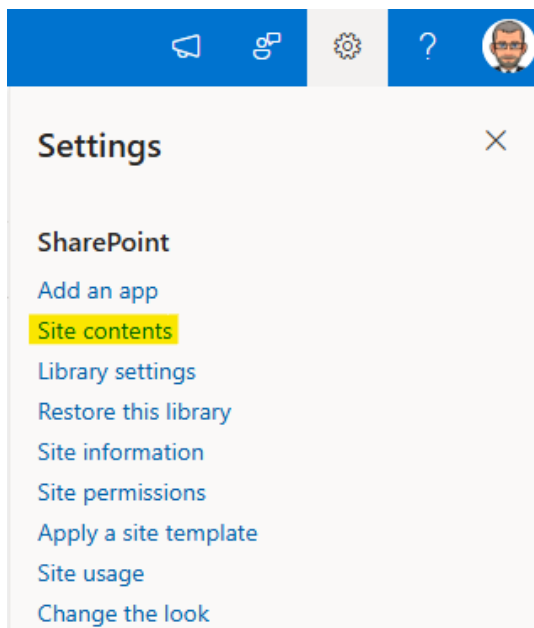 ?
Settings
SharePoint
Add an app
Site contents
Library settings
Restore this library
Site information
Site permissions
Apply a site template
Site usage
Change the look